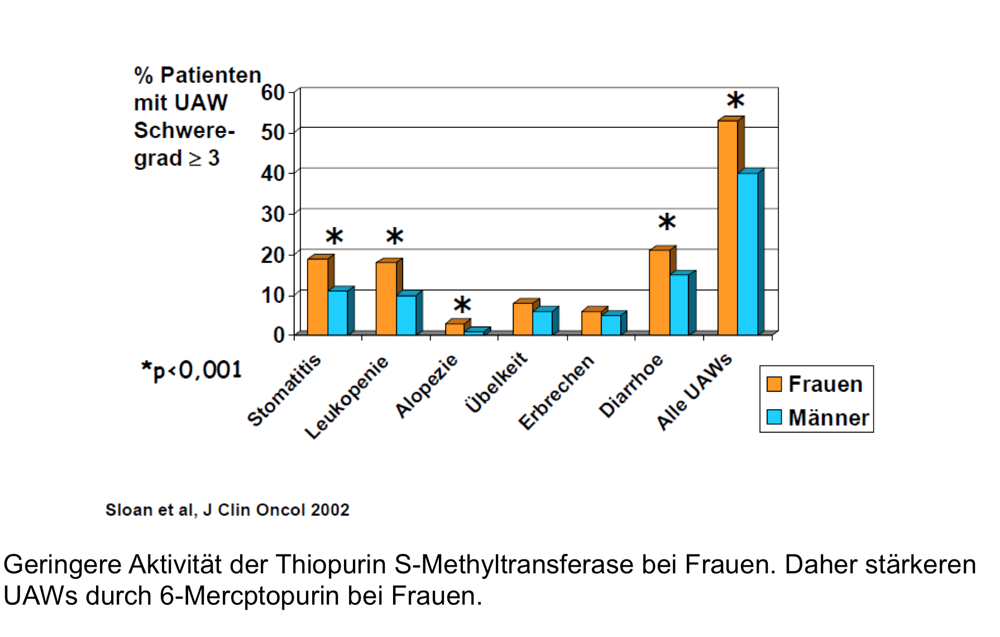 % Patienten
mit UAW
Schwere-
grad ≥ 3
60
50
40
30
20
10
0
*
*
*
*
*
*p<0,001
Stomatitis
Leukopenie
Alopezie
Übelkeit
Erbrechen
Diarrhoe
Alle UAWs
Frauen
Männer
Sloan et al, J Clin Oncol 2002
Geringere Aktivität der Thiopurin S-Methyltransferase bei Frauen. Daher stärkeren
UAWs durch 6-Mercptopurin bei Frauen.